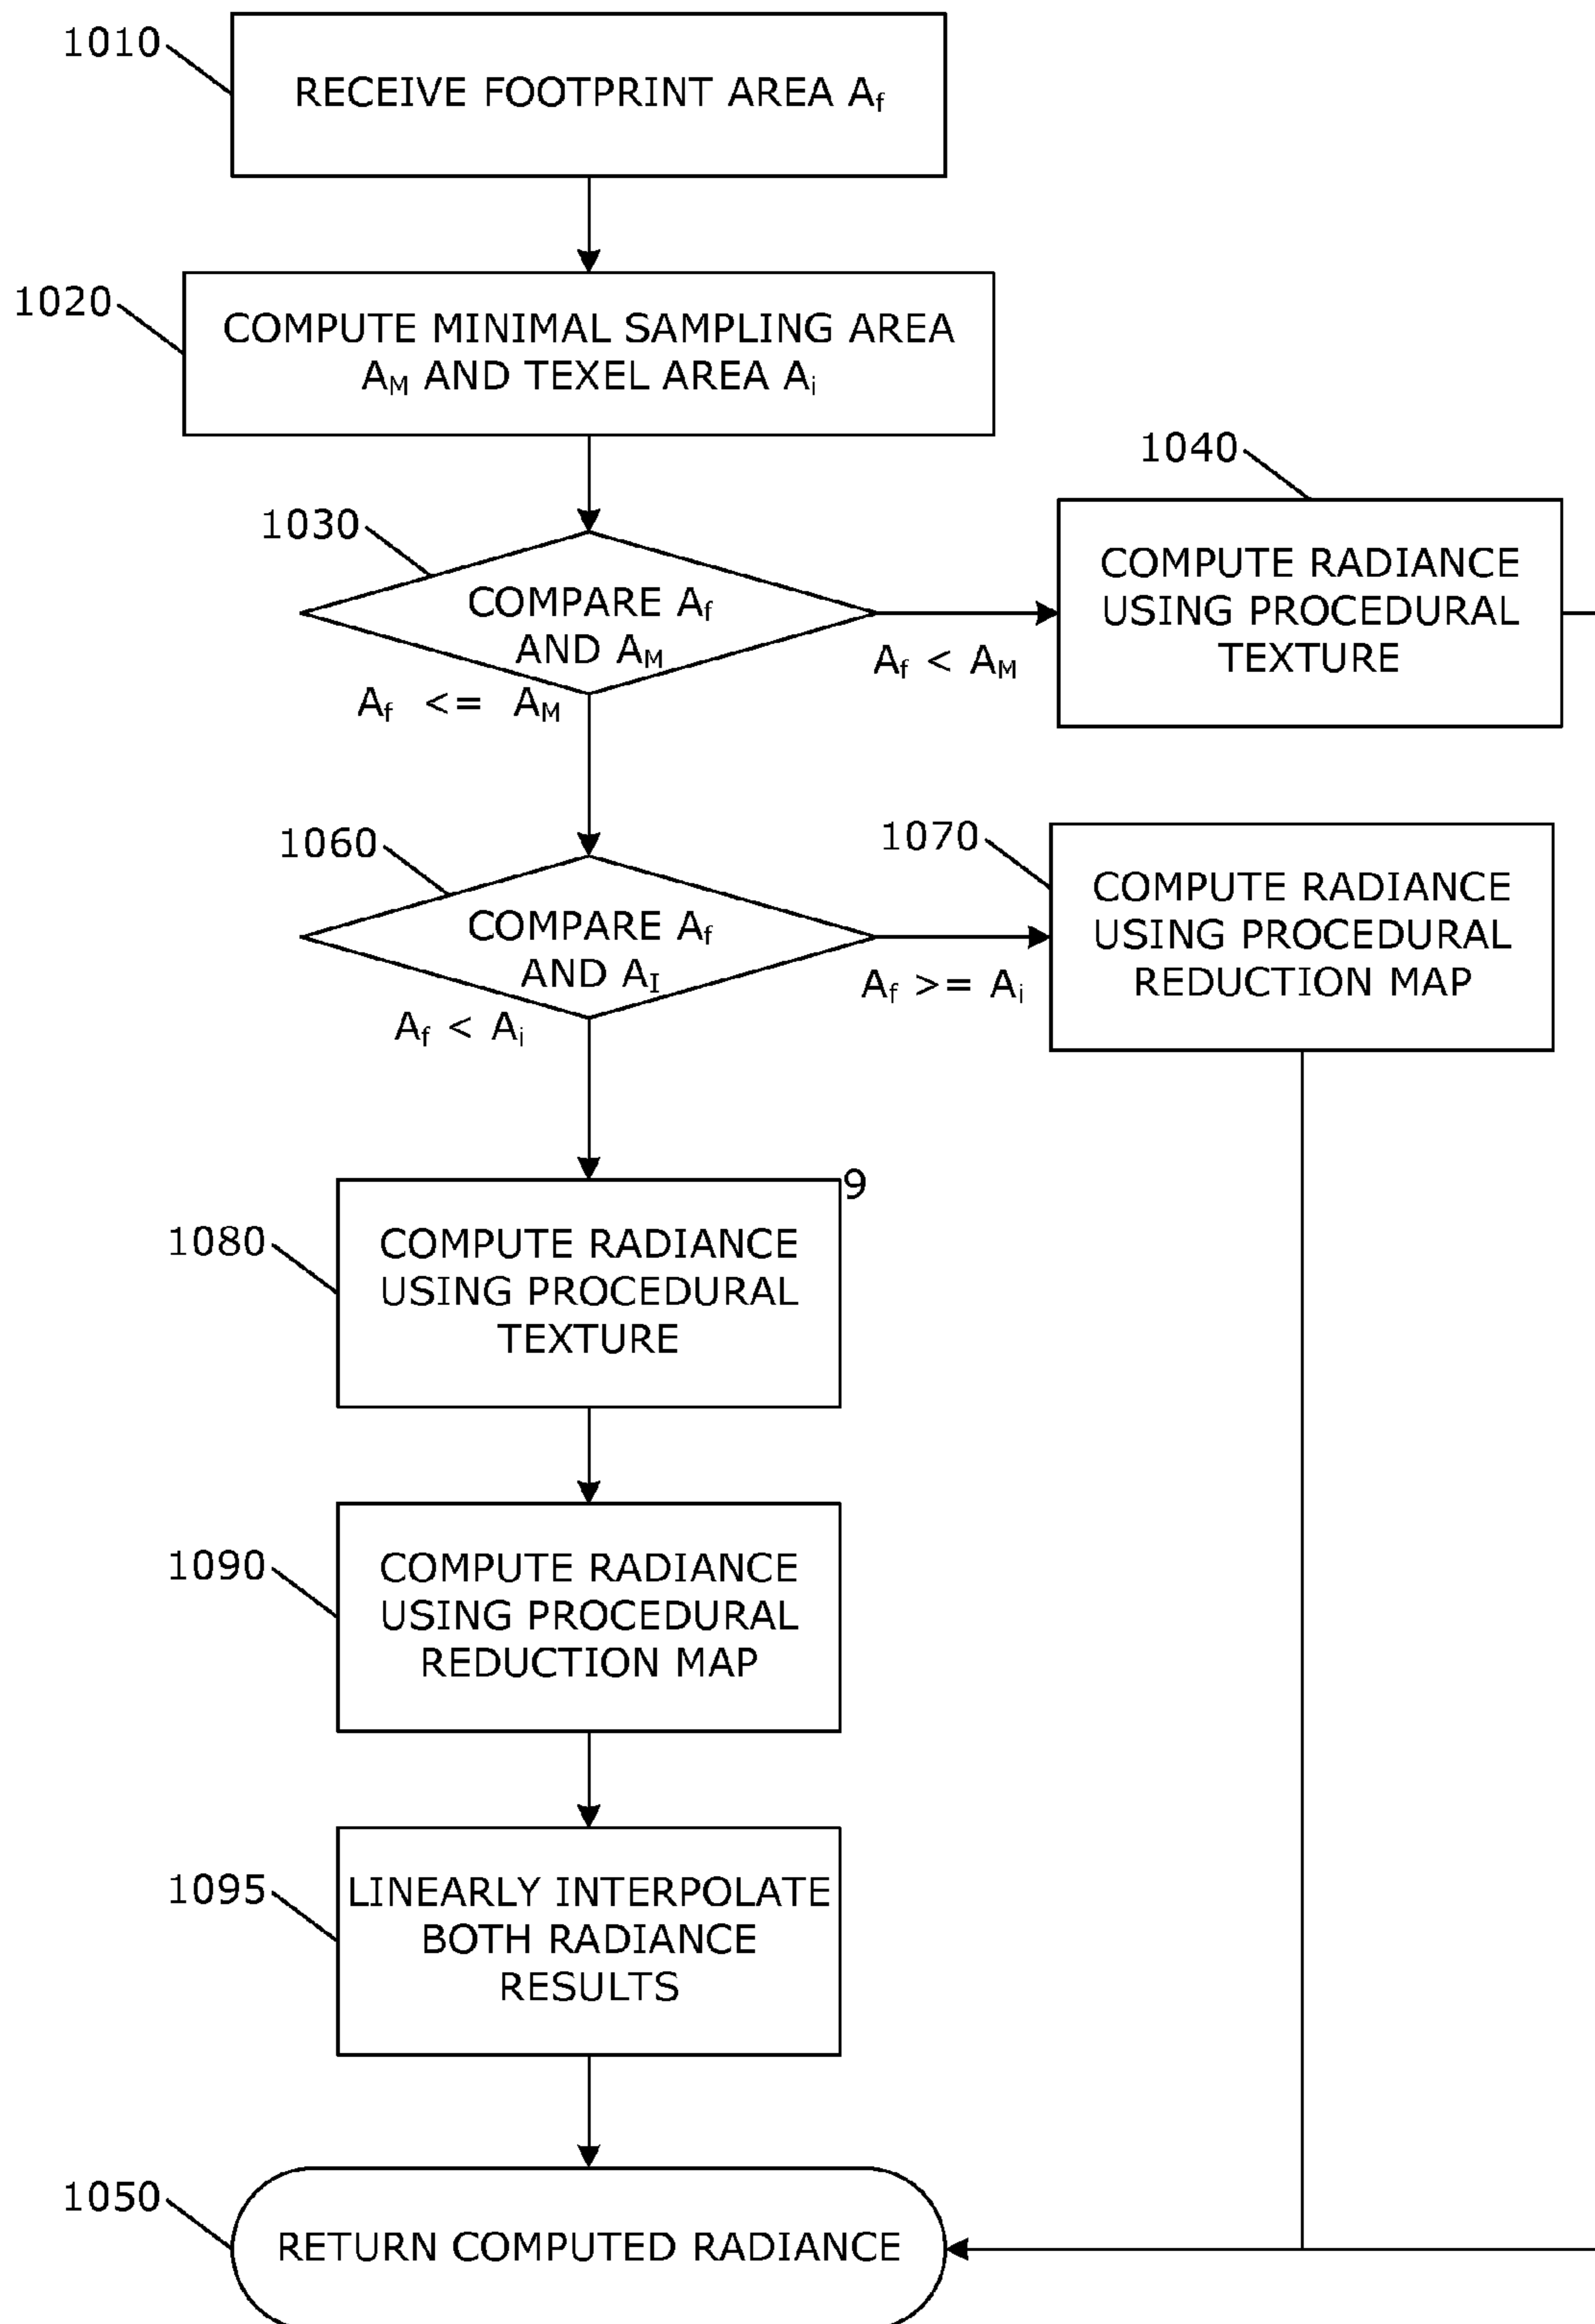 1010
RECEIVE FOOTPRINT AREA Af
1020
COMPUTE MINIMAL SAMPLING AREA
AM AND TEXEL AREA Ai
1030
COMPARE Af
AND AM
Af < AM
Af <= AM
1040
COMPUTE RADIANCE
USING PROCEDURAL
TEXTURE
1060
COMPARE Af
AND AI
Af >= Ai
Af < Ai
1070
COMPUTE RADIANCE
USING PROCEDURAL
REDUCTION MAP
9
1080
COMPUTE RADIANCE
USING PROCEDURAL
TEXTURE
1090
COMPUTE RADIANCE
USING PROCEDURAL
REDUCTION MAP
1095
LINEARLY INTERPOLATE
BOTH RADIANCE
RESULTS
1050
RETURN COMPUTED RADIANCE